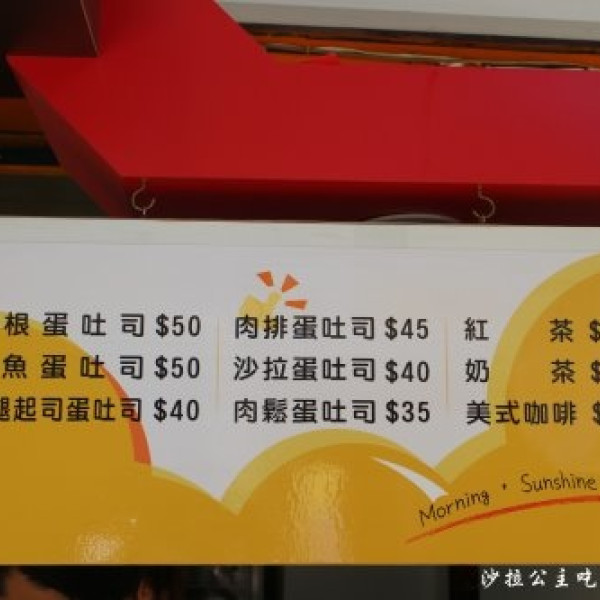 根蛋吐司 $50
魚蛋吐司 $50
腿起司蛋吐司 $40
肉排蛋吐司 $45
沙拉蛋吐司 $40
肉鬆蛋吐司 $35
紅 茶 $
奶 茶 $
美式咖啡 $
Morning · Sunshine
沙拉公主吃